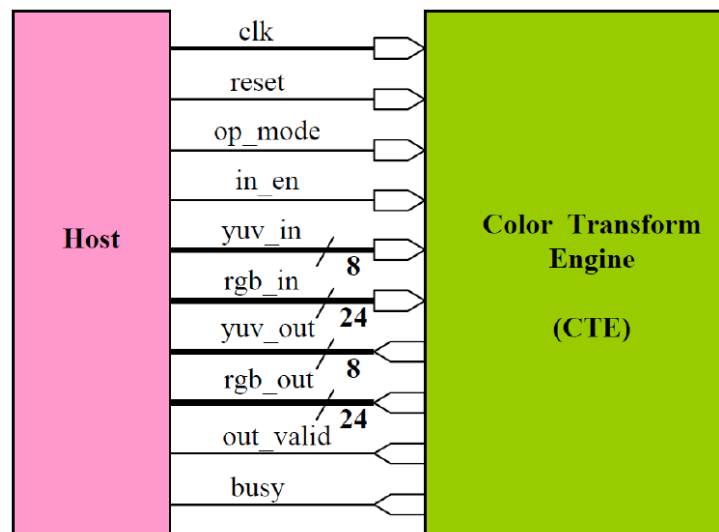 clk
reset
op_mode
in_en
Host
yuv_in
8
rgb_in
24
yuv_out
8
rgb_out
24
out_valid
busy
Color Transform
Engine
(CTE)